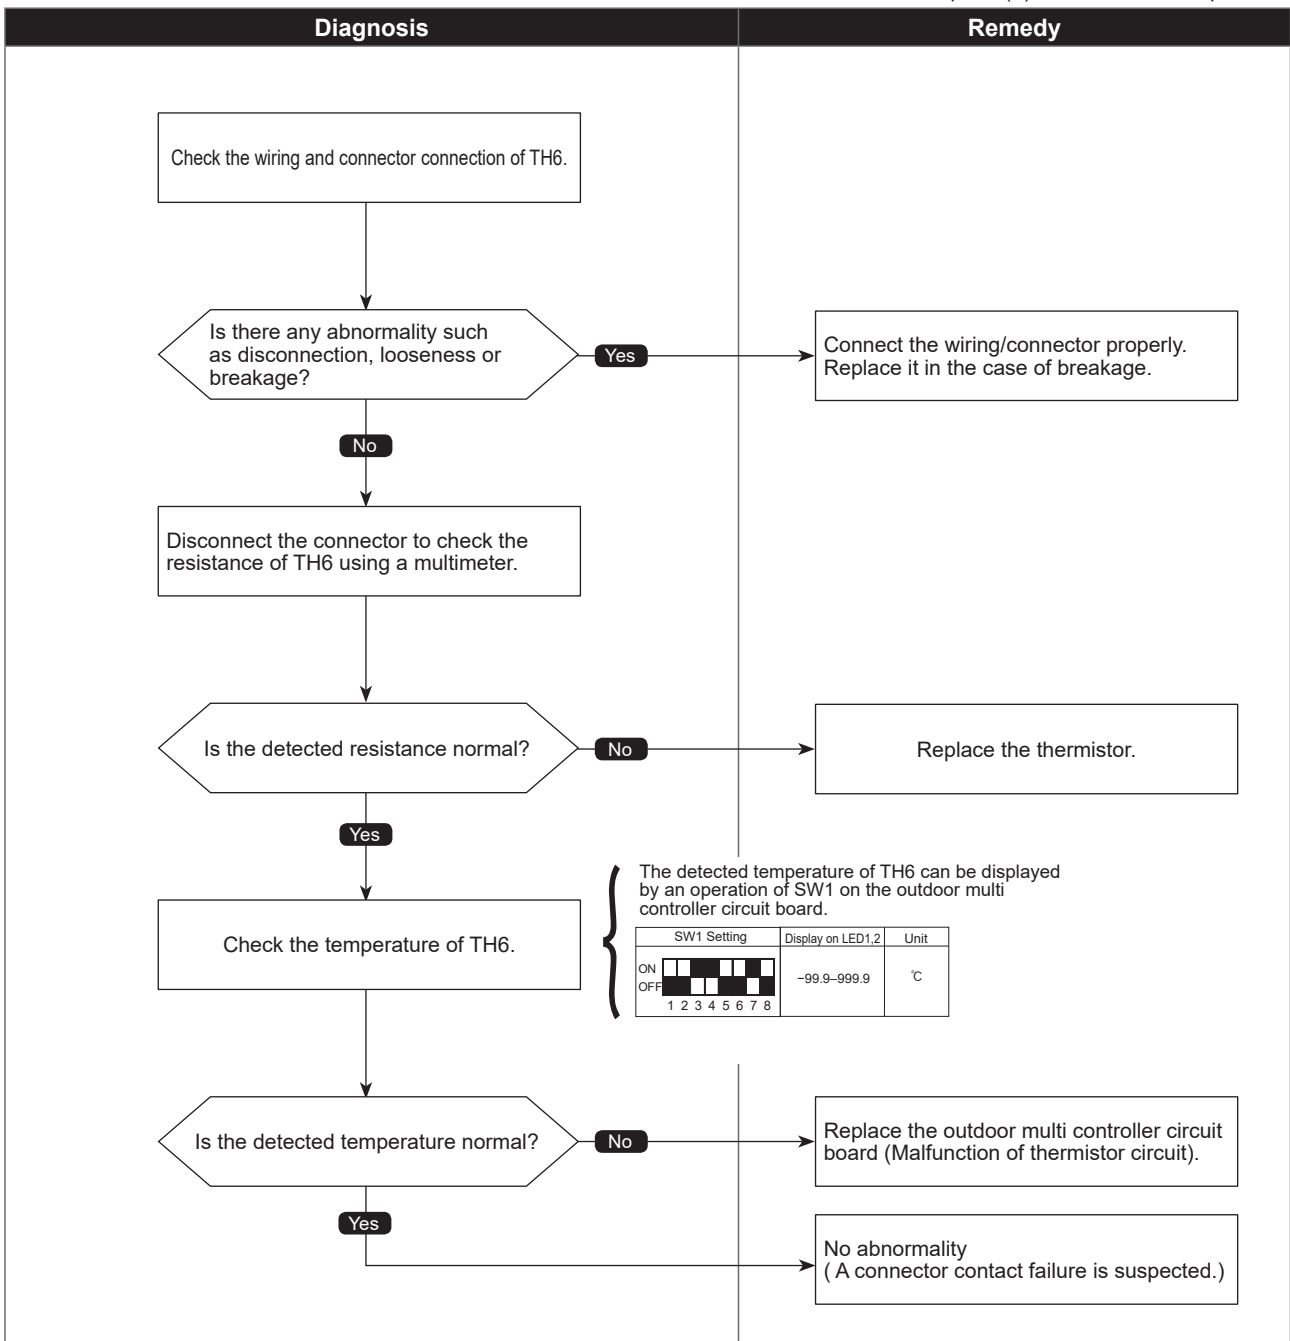 Diagnosis
Remedy
Check the wiring and connector connection of TH6.
Is there any abnormality such
as disconnection, looseness or
breakage?
Yes
Connect the wiring/connector properly.
Replace it in the case of breakage.
No
Disconnect the connector to check the
resistance of TH6 using a multimeter.
Is the detected resistance normal?
No
Replace the thermistor.
Yes
The detected temperature of TH6 can be displayed
by an operation of SW1 on the outdoor multi
controller circuit board.
Check the temperature of TH6.
SW1 Setting
Display on LED1,2
Unit
ON
OFF
1 2 3 4 5 6 7 8
−99.9–999.9
°C
Is the detected temperature normal?
No
Replace the outdoor multi controller circuit
board (Malfunction of thermistor circuit).
Yes
No abnormality
( A connector contact failure is suspected.)